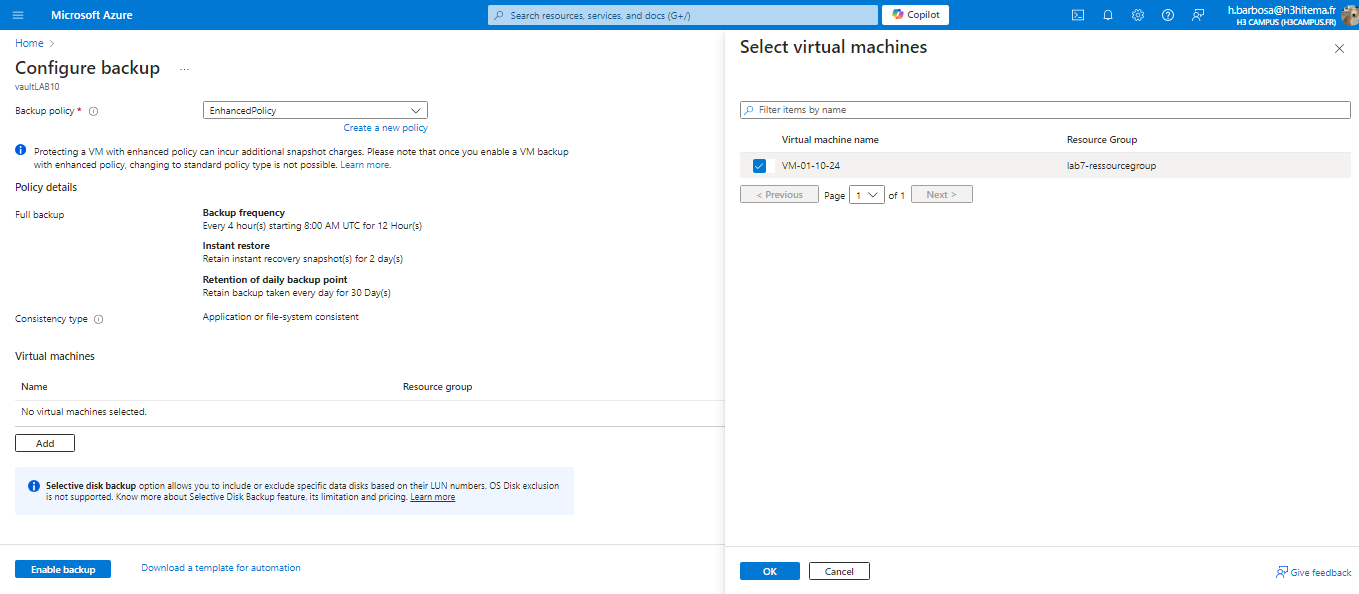 Microsoft Azure
Search resources, services, and docs (G+/)
Copilot
h.barbosa@h3hitema.fr
H3 CAMPUS (H3CAMPUS.FR)
Home
Configure backup
...
vaultLAB10
Backup policy *
EnhancedPolicy
Create a new policy
Protecting a VM with enhanced policy can incur additional snapshot charges. Please note that once you enable a VM backup
with enhanced policy, changing to standard policy type is not possible. Learn more.
Policy details
Full backup
Backup frequency
Every 4 hour(s) starting 8:00 AM UTC for 12 Hour(s)
Instant restore
Retain instant recovery snapshot(s) for 2 day(s)
Retention of daily backup point
Retain backup taken every day for 30 Day(s)
Consistency type
Application or file-system consistent
Virtual machines
Name Resource group
No virtual machines selected.
Add
Selective disk backup option allows you to include or exclude specific data disks based on their LUN numbers. OS Disk exclusion
is not supported. Know more about Selective Disk Backup feature, its limitation and pricing. Learn more
Enable backup
Download a template for automation
Select virtual machines
Filter items by name
Virtual machine name Resource Group
VM-01-10-24 lab7-ressourcegroup
< Previous Page 1 of 1 Next >
OK
Cancel
Give feedback